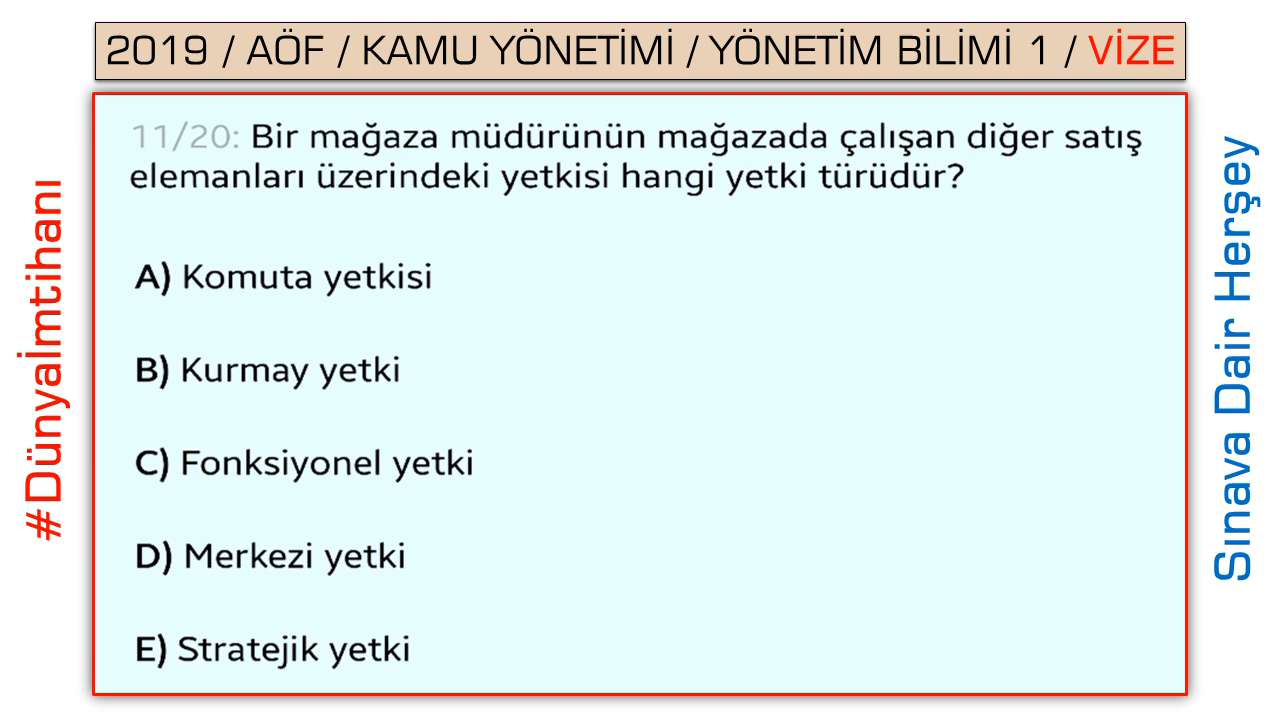 2019 / AÖF / KAMU YÖNETİMİ / YÖNETİM BİLİMİ 1 / VİZE
#Dünyaİmtihanı
11/20: Bir mağaza müdürünün mağazada çalışan diğer satış
elemanları üzerindeki yetkisi hangi yetki türüdür?
A) Komuta yetkisi
B) Kurmay yetki
C) Fonksiyonel yetki
D) Merkezi yetki
E) Stratejik yetki
Sınava Dair Herşey